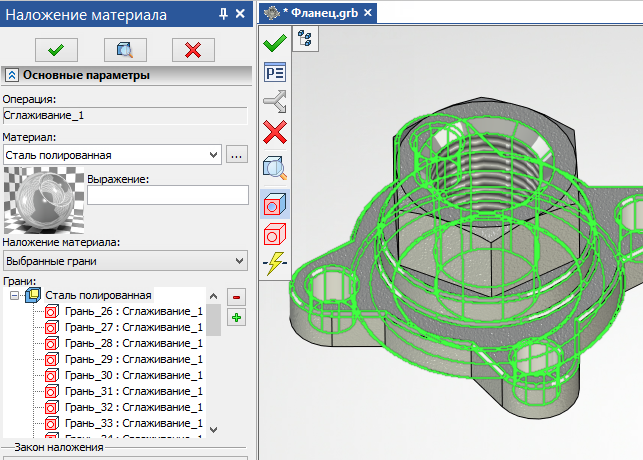 Наложение материала
* Фланец.grb
Основные параметры
Операция:
Сглаживание_1
Материал:
Сталь полированная
...
Выражение:
Наложение материала:
Выбранные грани
Грани:
Сталь полированная
Грань_26 : Сглаживание_1
Грань_27 : Сглаживание_1
Грань_28 : Сглаживание_1
Грань_29 : Сглаживание_1
Грань_30 : Сглаживание_1
Грань_31 : Сглаживание_1
Грань_32 : Сглаживание_1
Грань_33 : Сглаживание_1
Закон наложения